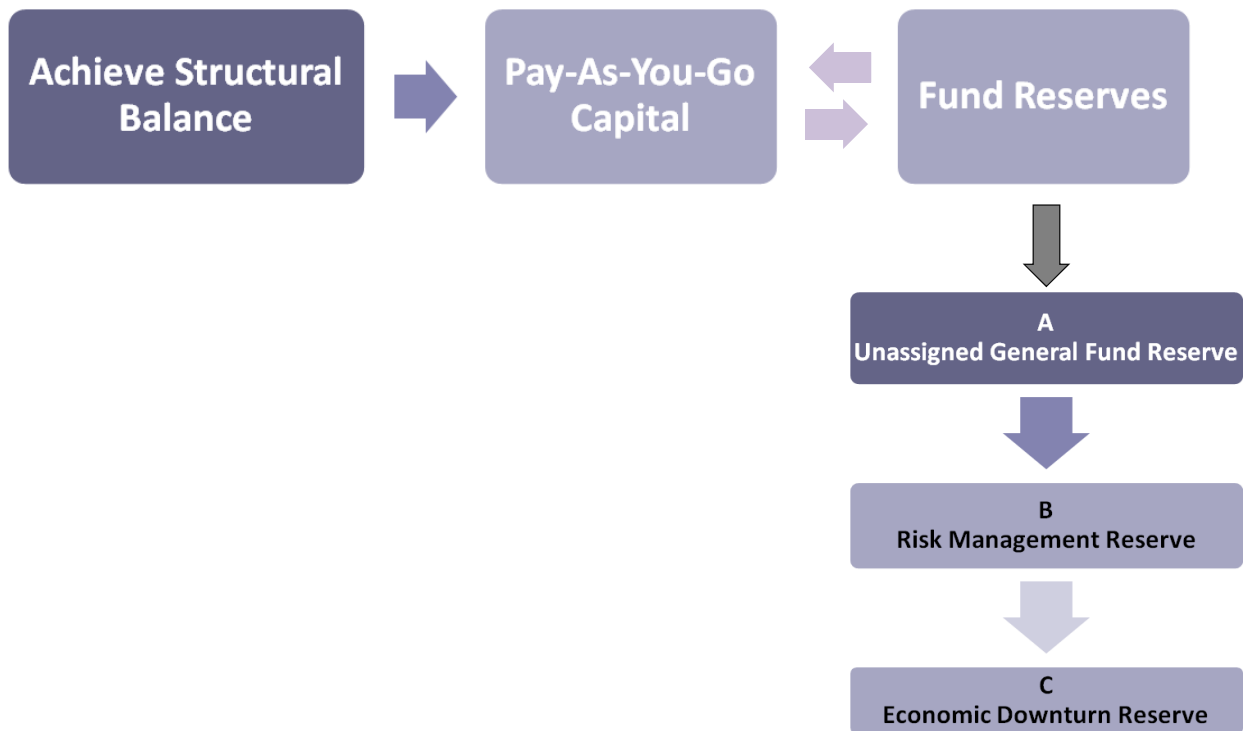 Achieve Structural
Balance
Pay-As-You-Go
Capital
Fund Reserves
A
Unassigned General Fund Reserve
B
Risk Management Reserve
C
Economic Downturn Reserve